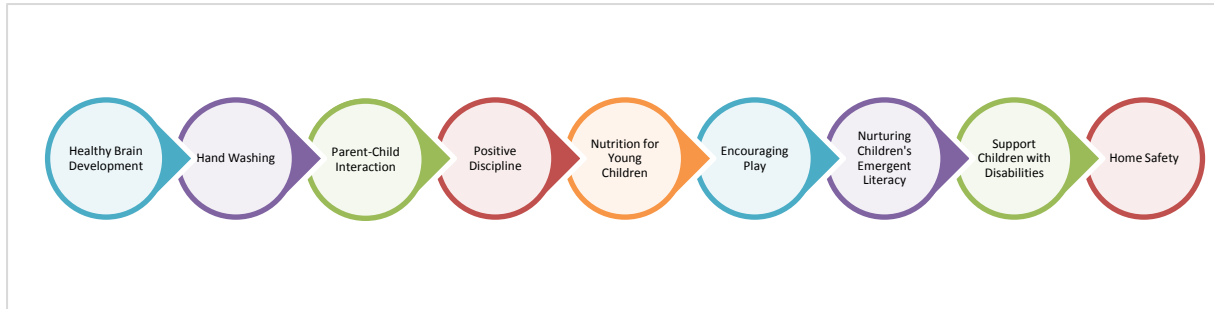 Healthy Brain
Development
Hand Washing
Parent-Child
Interaction
Positive
Discipline
Nutrition for
Young
Children
Encouraging
Play
Nurturing
Children's
Emergent
Literacy
Support
Children with
Disabilities
Home Safety